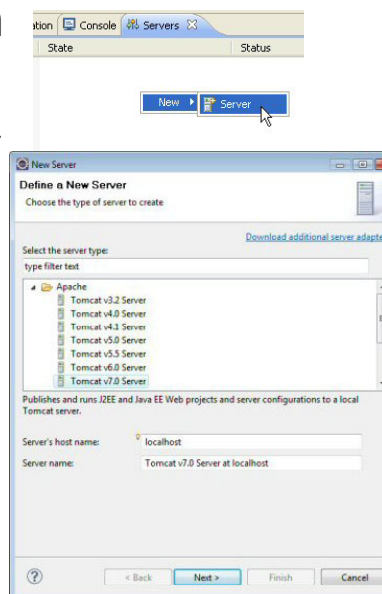 Console Servers
State Status
New Server
New Server
Define a New Server
Choose the type of server to create
Download additional server
Select the server type:
type filter text
Apache
Tomcat v3.2 Server
Tomcat v4.0 Server
Tomcat v4.1 Server
Tomcat v5.0 Server
Tomcat v5.5 Server
Tomcat v6.0 Server
Tomcat v7.0 Server
Publishes and runs J2EE and Java EE Web projects and server configurations to a local
Tomcat server.
Server's host name: localhost
Server name: Tomcat v7.0 Server at localhost
< Back Next > Finish Cancel